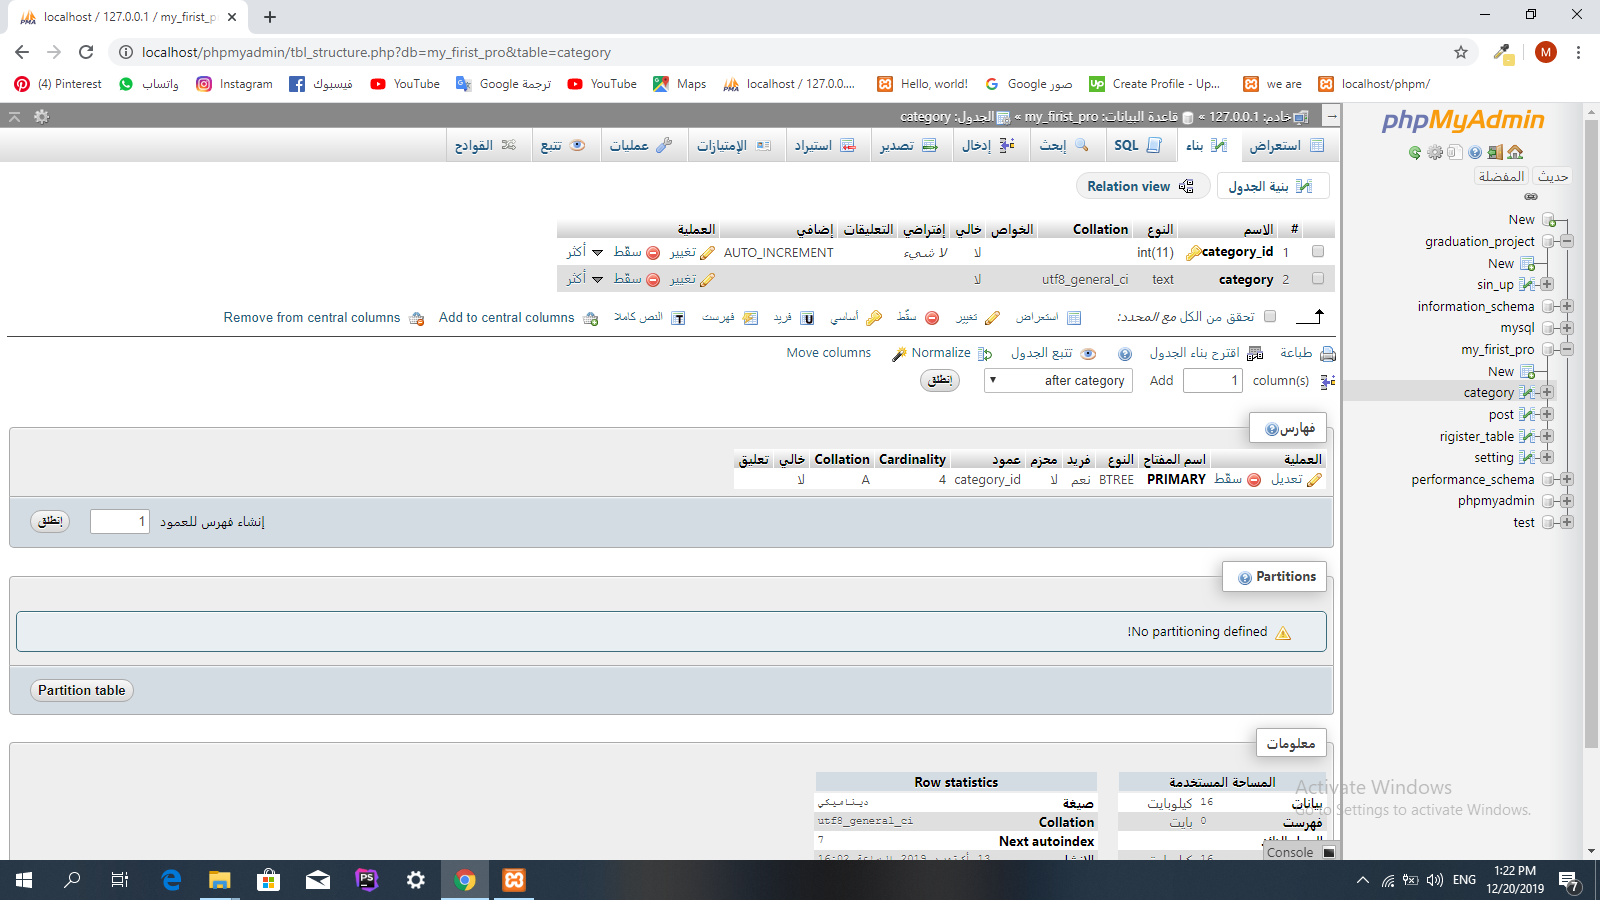 localhost / 127.0.0.1 / my_firist_p
localhost/phpmyadmin/tbl_structure.php?db=my_firist_pro&table=category
M
(4) Pinterest
واتساب
Instagram
فيسبوك
YouTube
ترجمة Google
YouTube
Maps
localhost / 127.0.0....
Hello, world!
صور Google
Create Profile - Up...
we are
localhost/phpm/
خادم: 127.0.0.1 » قاعدة البيانات: my_firist_pro » الجدول: category
استعراض
بناء
SQL
إبحث
إدخال
تصدير
استيراد
الإمتيازات
عمليات
تتبع
القوادح
بنية الجدول
Relation view
# الاسم النوع Collation الخواص خالي إفتراضي التعليقات إضافي العملية
1 category_id int(11) لا لا شيء AUTO_INCREMENT تغيير سقّط أكثر
2 category text utf8_general_ci لا تغيير سقّط أكثر
تحقق من الكل مع المحدد: استعراض تغيير سقّط أساسي فريد فهرست النص كاملا Add to central columns Remove from central columns
طباعة اقترح بناء الجدول تتبع الجدول Normalize Move columns
column(s) 1 Add after category إنطلق
فهارس
العملية اسم المفتاح النوع فريد محزم عمود Cardinality Collation خالي تعليق
تعديل سقّط PRIMARY BTREE نعم لا category_id 4 A لا
إنشاء فهرس للعمود 1 إنطلق
Partitions
No partitioning defined!
Partition table
معلومات
المساحة المستخدمة
بيانات 16 كيلوبايت
فهرست 0 بايت
Row statistics
صيغة ديناميكي
Collation utf8_general_ci
Next autoindex 7
Console
phpMyAdmin
حديث المفضلة
New
graduation_project
New
sin_up
information_schema
mysql
my_firist_pro
New
category
post
rigister_table
setting
performance_schema
phpmyadmin
test
Activate Windows
Go to Settings to activate Windows.
PS
ENG
1:22 PM
12/20/2019
7